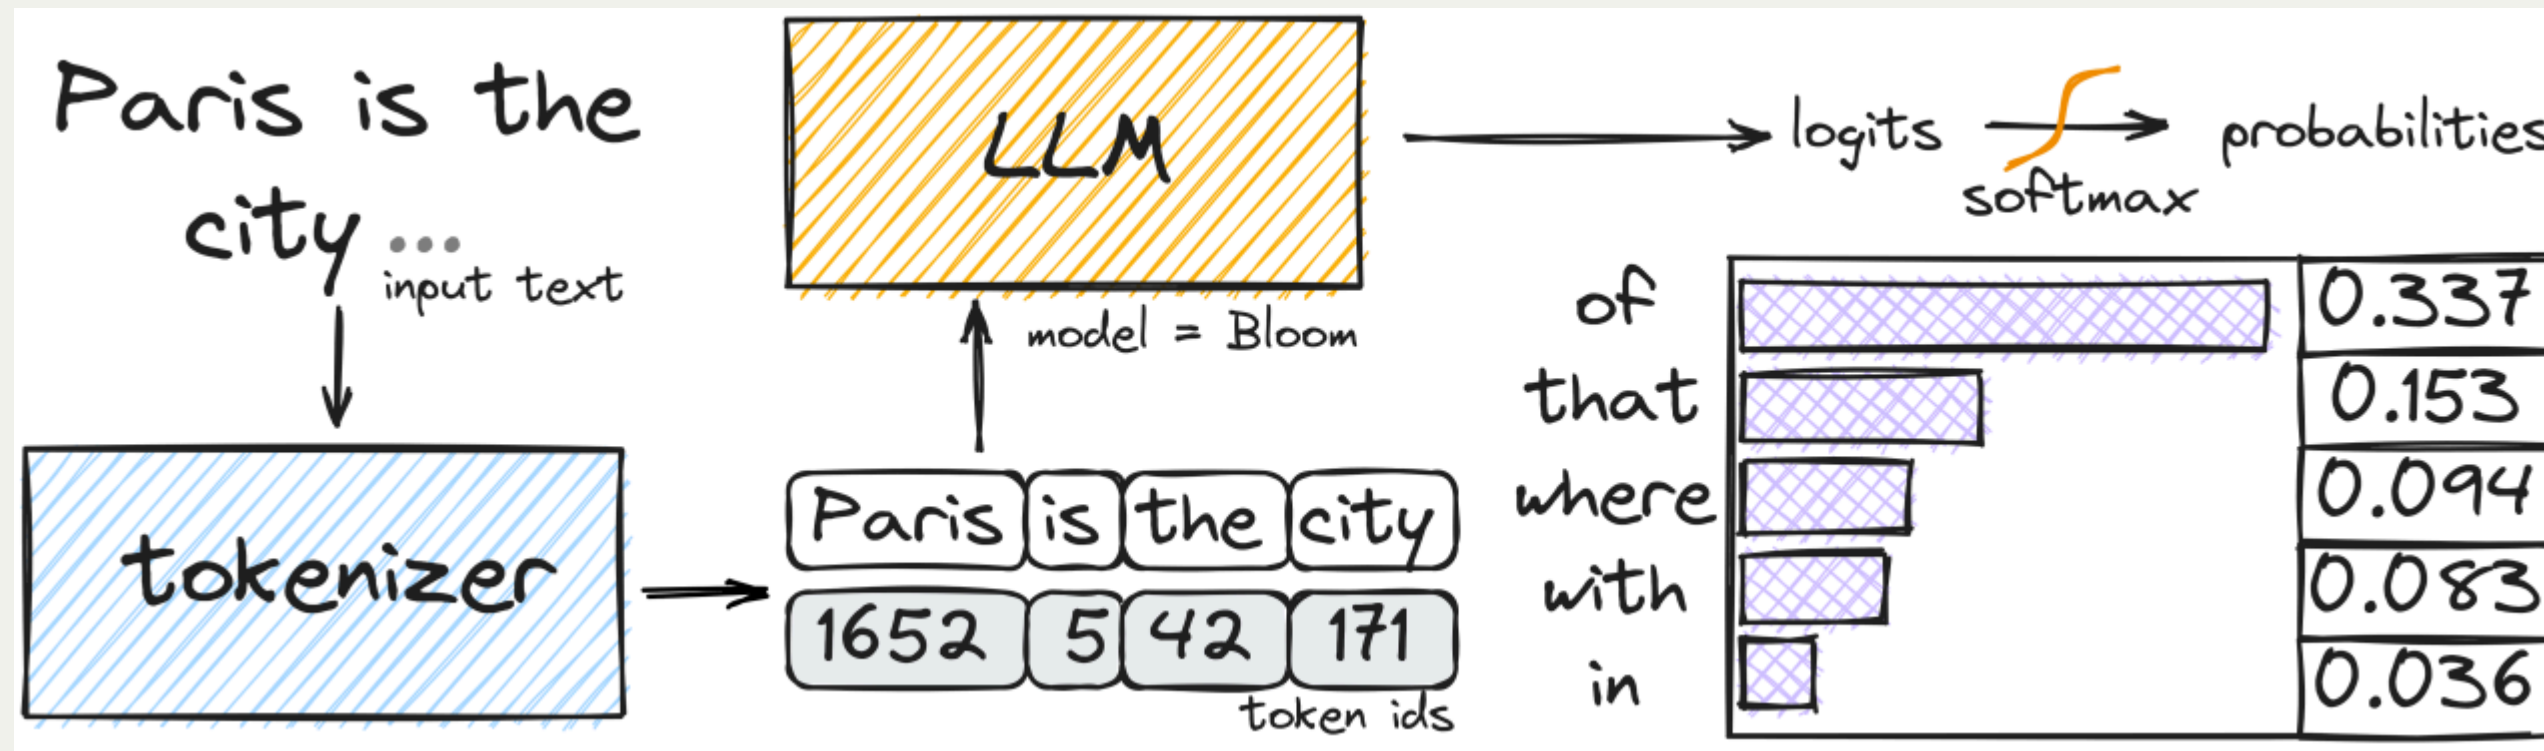 Paris is the
city ...
input text
tokenizer
Paris is the city
1652 5 42 171
token ids
LLM
model = Bloom
logits
softmax
probabilities
of 0.337
that 0.153
where 0.094
with 0.083
in 0.036